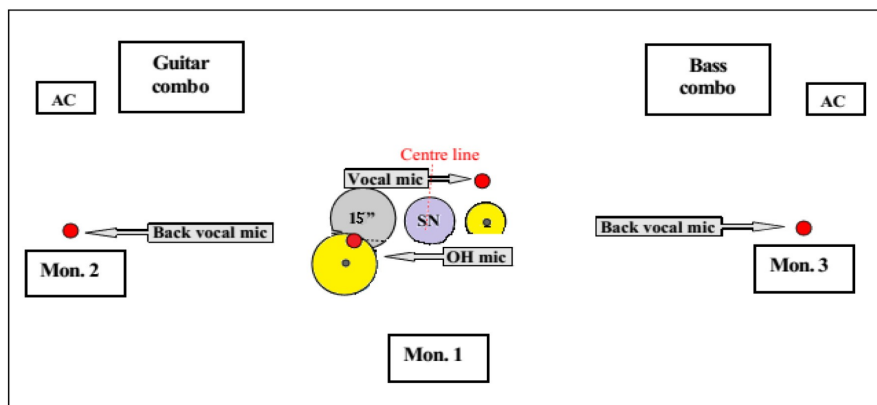 Guitar
combo
Bass
combo
AC
AC
Centre line
Vocal mic
15”
SN
Back vocal mic
Back vocal mic
OH mic
Mon. 2
Mon. 3
Mon. 1